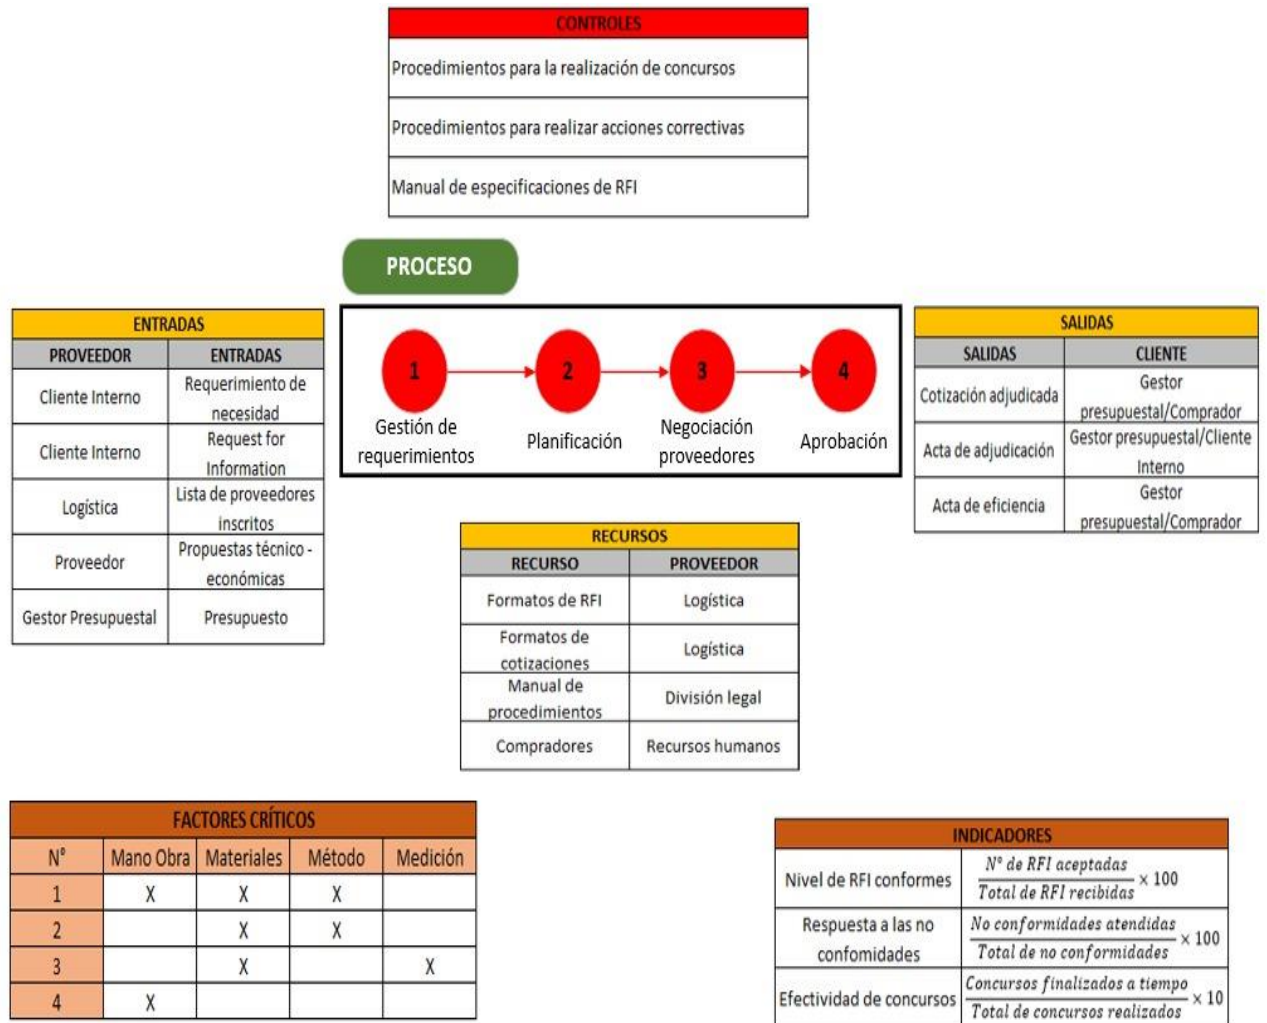 CONTROLES
Procedimientos para la realización de concursos
Procedimientos para realizar acciones correctivas
Manual de especificaciones de RFI
PROCESO
ENTRADAS
PROVEEDOR ENTRADAS
Cliente Interno Requerimiento de
necesidad
Cliente Interno Request for
Information
Logística Lista de proveedores
inscritos
Proveedor Propuestas técnico -
económicas
Gestor Presupuestal Presupuesto
1 2 3 4
Gestión de
requerimientos
Planificación
Negociación
proveedores
Aprobación
SALIDAS
SALIDAS CLIENTE
Cotización adjudicada Gestor
presupuestal/Comprador
Acta de adjudicación Gestor presupuestal/Cliente
Interno
Acta de eficiencia Gestor
presupuestal/Comprador
RECURSOS
RECURSO PROVEEDOR
Formatos de RFI Logística
Formatos de
cotizaciones Logística
Manual de
procedimientos División legal
Compradores Recursos humanos
FACTORES CRÍTICOS
N° Mano Obra Materiales Método Medición
1 X X X
2 X X
3 X X
4 X
INDICADORES
Nivel de RFI conformes N° de RFI aceptadas
Total de RFI recibidas × 100
Respuesta a las no
confomidades No conformidades atendidas
Total de no conformidades × 100
Efectividad de concursos Concursos finalizados a tiempo
Total de concursos realizados × 10